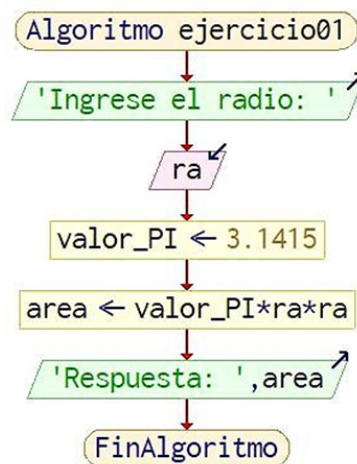 Algoritmo ejercicio01
'Ingrese el radio: '
ra
valor_PI ← 3.1415
area ← valor_PI*ra*ra
'Respuesta: ',area
FinAlgoritmo